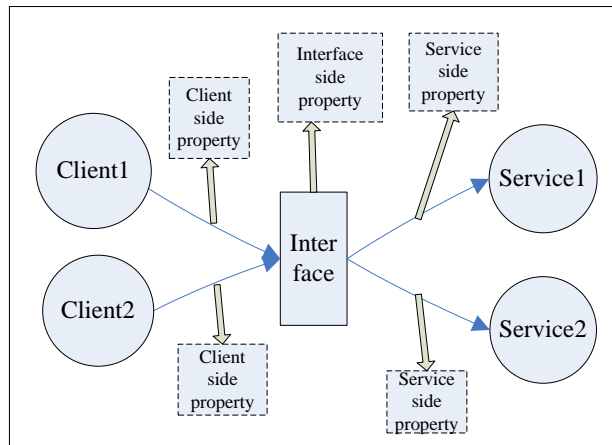 Client
side
property
Interface
side
property
Service
side
property
Client1
Client2
Inter
face
Service1
Service2
Client
side
property
Service
side
property